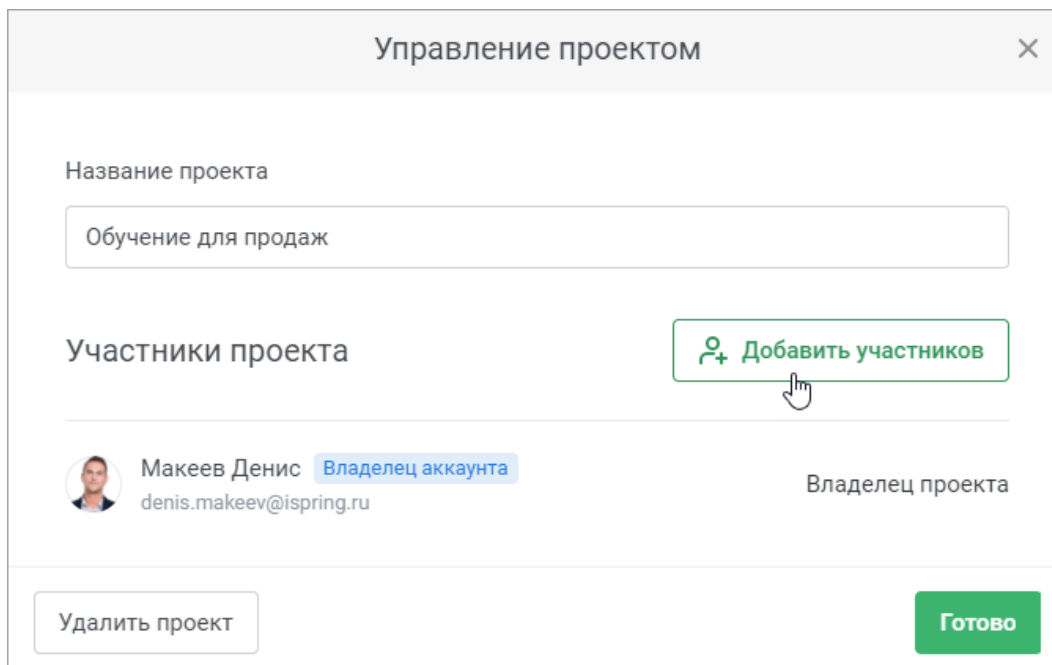 Управление проектом
Название проекта
Обучение для продаж
Участники проекта
Добавить участников
Макеев Денис Владелец аккаунта
denis.makeev@ispring.ru
Владелец проекта
Удалить проект
Готово